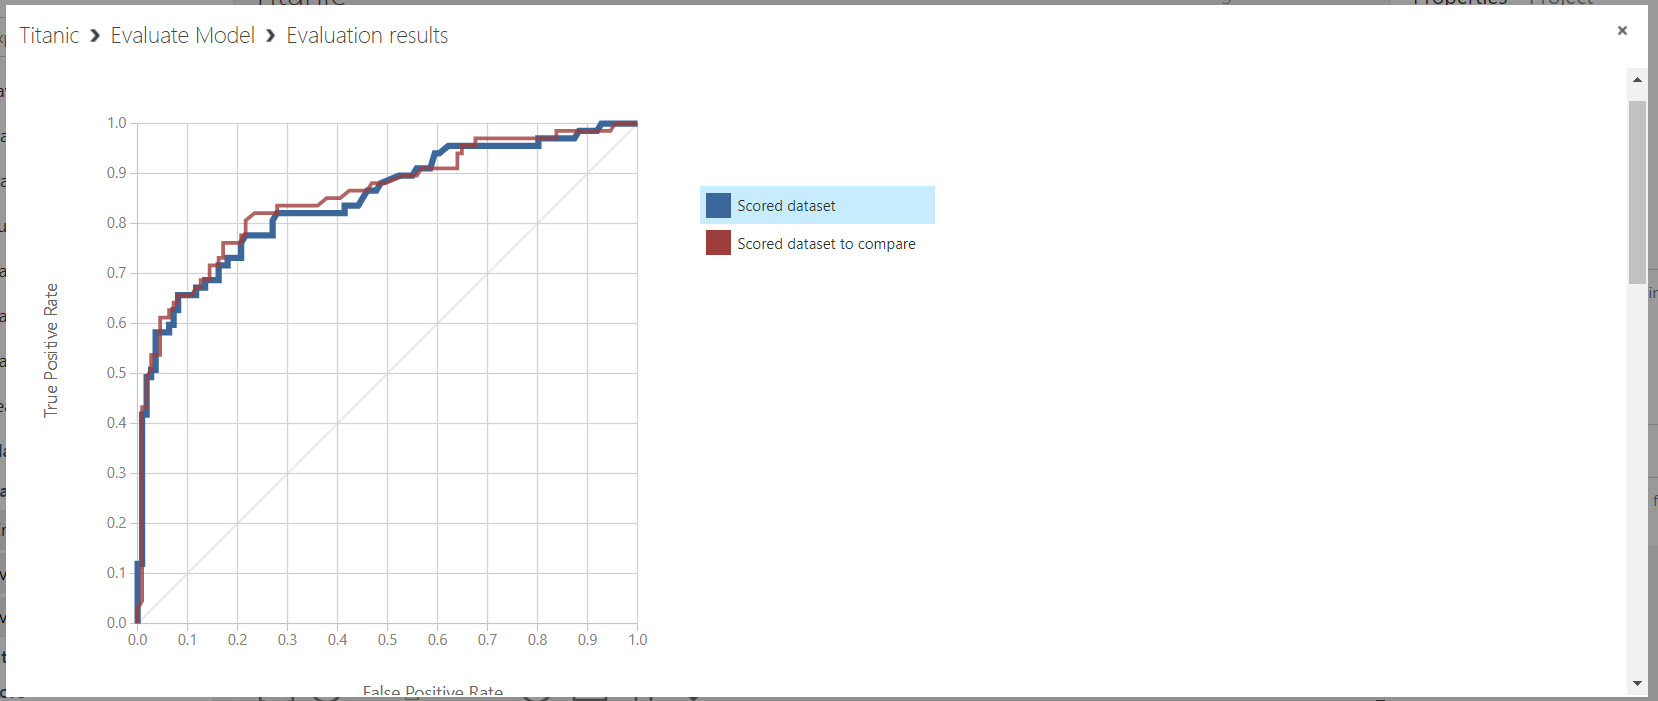 Titanic
Properties Project
Titanic > Evaluate Model > Evaluation results
×
1.0
0.9
0.8
0.7
0.6
0.5
0.4
0.3
0.2
0.1
0.0
True Positive Rate
0.0 0.1 0.2 0.3 0.4 0.5 0.6 0.7 0.8 0.9 1.0
False Positive Rate
Scored dataset
Scored dataset to compare